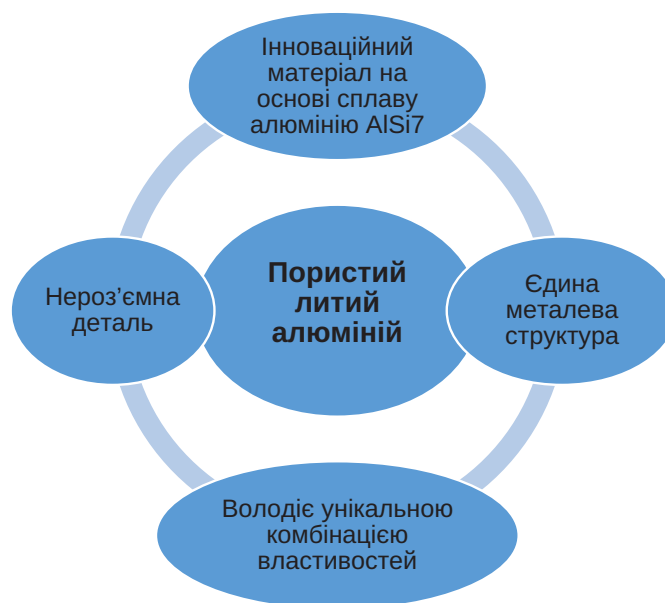 Інноваційний
матеріал на
основі сплаву
алюмінію AlSi7
Пористий
литий
алюміній
Нероз’ємна
деталь
Єдина
металева
структура
Володіє унікальною
комбінацією
властивостей